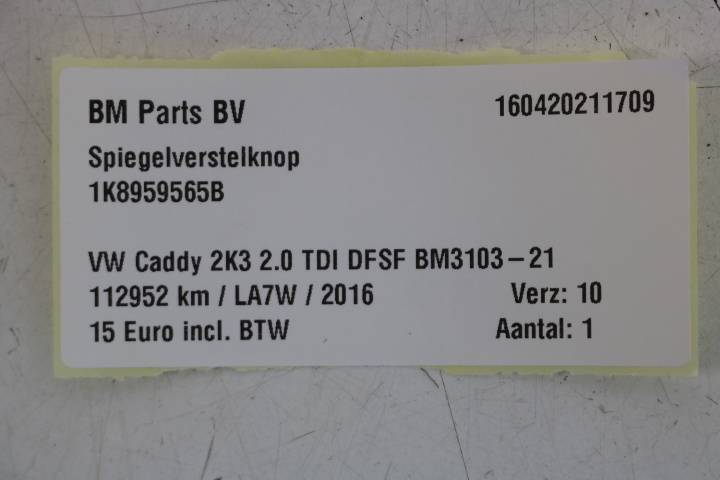 BM Parts BV 160420211709
Spiegelverstelknop
1K8959565B
VW Caddy 2K3 2.0 TDI DFSF BM3103-21
112952 km / LA7W / 2016 Verz: 10
15 Euro incl. BTW Aantal: 1